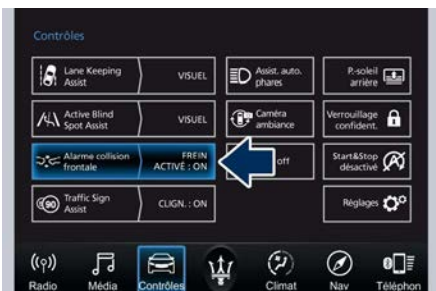 Contrôles
Lane Keeping
Assist
VISUEL
Assist. auto.
phares
P.-soleil
arrière
Active Blind
Spot Assist
VISUEL
Caméra
ambiance
Verrouillage
confident.
Alarme collision
frontale
FREIN
ACTIVÉ : ON
off
Start&Stop
désactivé
Traffic Sign
Assist
CLIGN. : ON
Réglages
Radio
Média
Contrôles
Climat
Nav
Téléphon